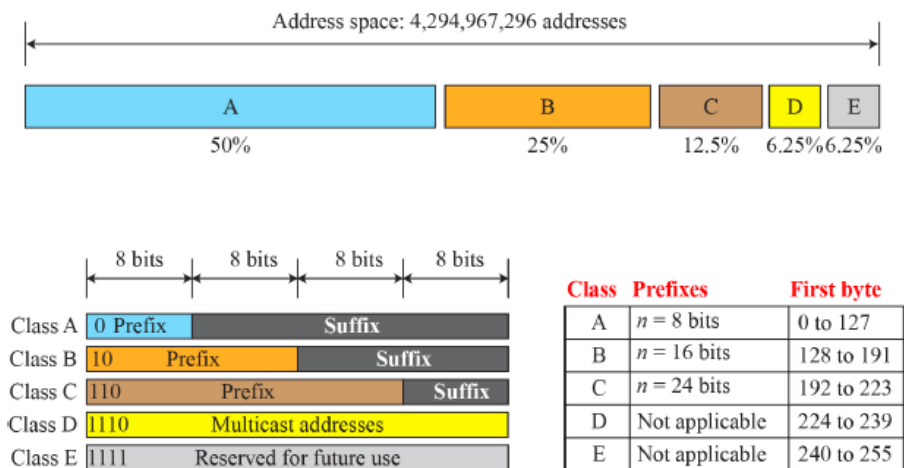 Address space: 4,294,967,296 addresses
A B C D E
50% 25% 12.5% 6.25% 6.25%
8 bits 8 bits 8 bits 8 bits
Class A 0 Prefix Suffix
Class B 10 Prefix Suffix
Class C 110 Prefix Suffix
Class D 1110 Multicast addresses
Class E 1111 Reserved for future use
Class Prefixes First byte
A n = 8 bits 0 to 127
B n = 16 bits 128 to 191
C n = 24 bits 192 to 223
D Not applicable 224 to 239
E Not applicable 240 to 255